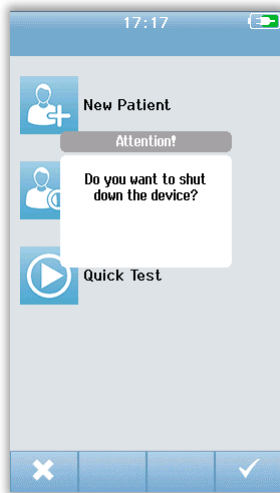 17:17
New Patient
Attention!
Do you want to shut
down the device?
Quick Test